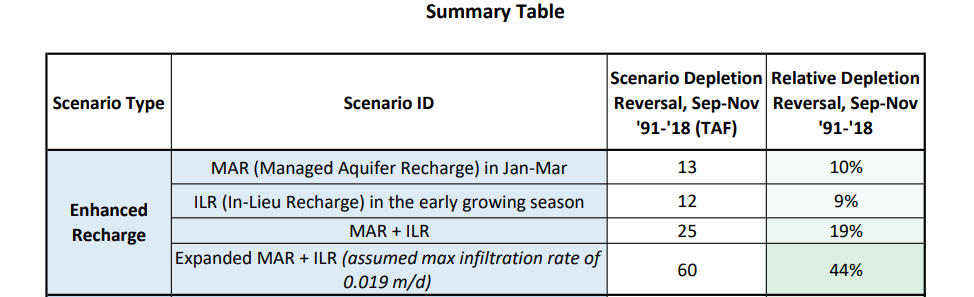 Summary Table
Scenario Type
Scenario ID
Scenario Depletion
Reversal, Sep-Nov
'91-'18 (TAF)
Relative Depletion
Reversal, Sep-Nov
'91-'18
Enhanced
Recharge
MAR (Managed Aquifer Recharge) in Jan-Mar
13
10%
ILR (In-Lieu Recharge) in the early growing season
12
9%
MAR + ILR
25
19%
Expanded MAR + ILR (assumed max infiltration rate of
0.019 m/d)
60
44%